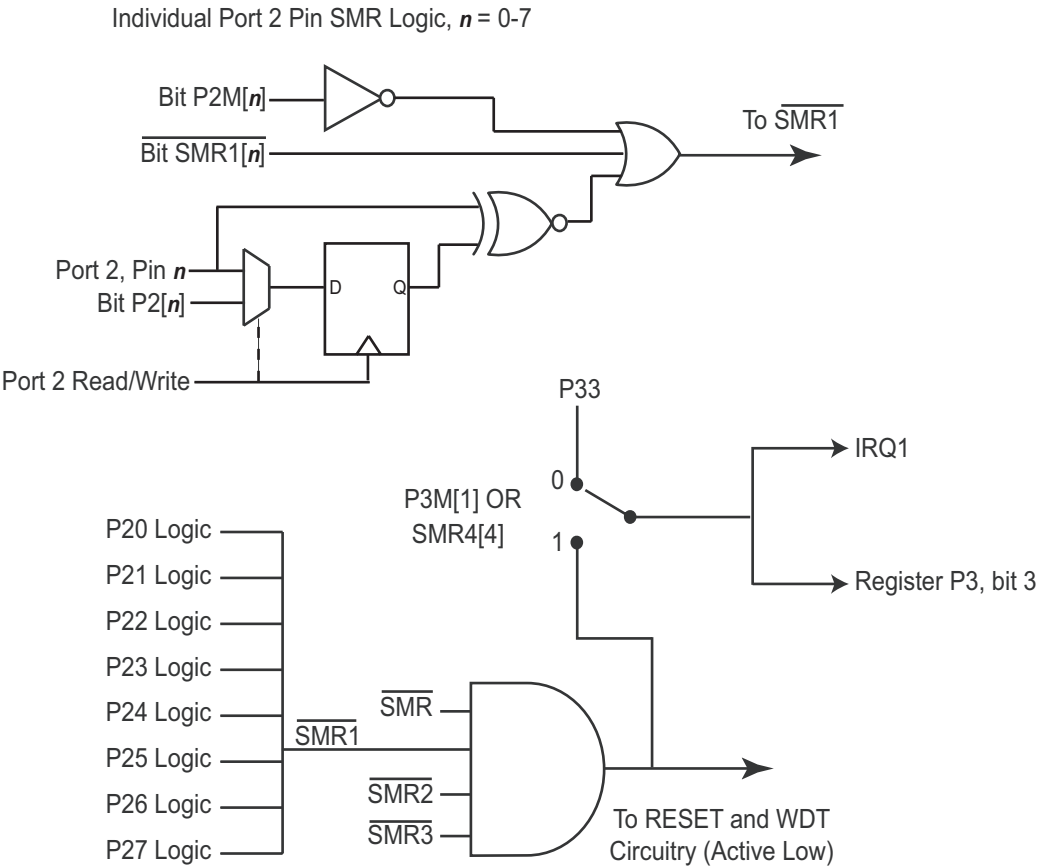 Individual Port 2 Pin SMR Logic, n = 0-7
Bit P2M[n]
To SMR1
Bit SMR1[n]
Port 2, Pin n
D
Q
Bit P2[n]
Port 2 Read/Write
P33
IRQ1
0
P3M[1] OR
SMR4[4]
1
Register P3, bit 3
P20 Logic
P21 Logic
P22 Logic
P23 Logic
P24 Logic
P25 Logic
P26 Logic
P27 Logic
SMR
SMR1
SMR2
SMR3
To RESET and WDT
Circuitry (Active Low)